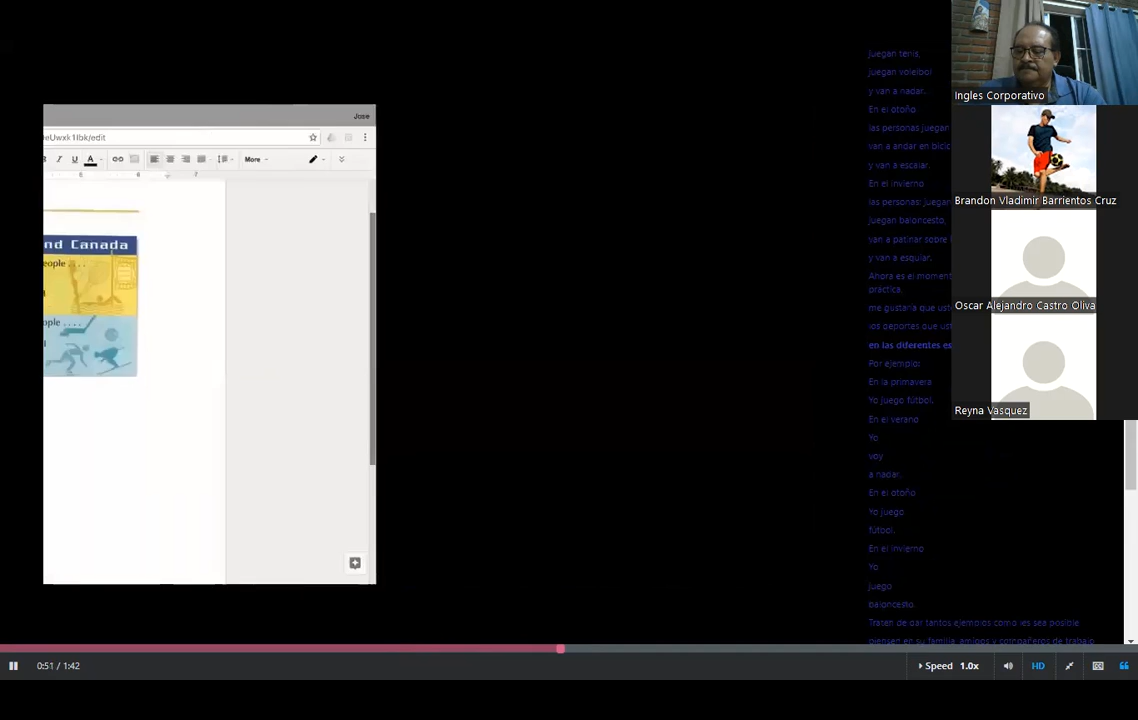 Jose
eUwxk1Ibk/edit
More
nd Canada
eople . . . .
ople . . . .
juegan tenis,
juegan voleibol
y van a nadar.
En el otoño
las personas juegan
van a andar en bicic
y van a escalar.
En el invierno
las personas: juegan
juegan baloncesto,
van a patinar sobre
y van a esquiar.
Ahora es el momen
práctica.
me gustaría que ust
los deportes que us
en las diferentes es
Por ejemplo:
En la primavera
Yo juego fútbol.
En el verano
Yo
voy
a nadar.
En el otoño
Yo juego
fútbol.
En el invierno
Yo
juego
baloncesto.
Traten de dar tantos ejemplos como les sea posible
piensen en su familia, amigos y compañeros de trabajo
Ingles Corporativo
Brandon Vladimir Barrientos Cruz
Oscar Alejandro Castro Oliva
Reyna Vasquez
0:51 / 1:42
Speed 1.0x
HD